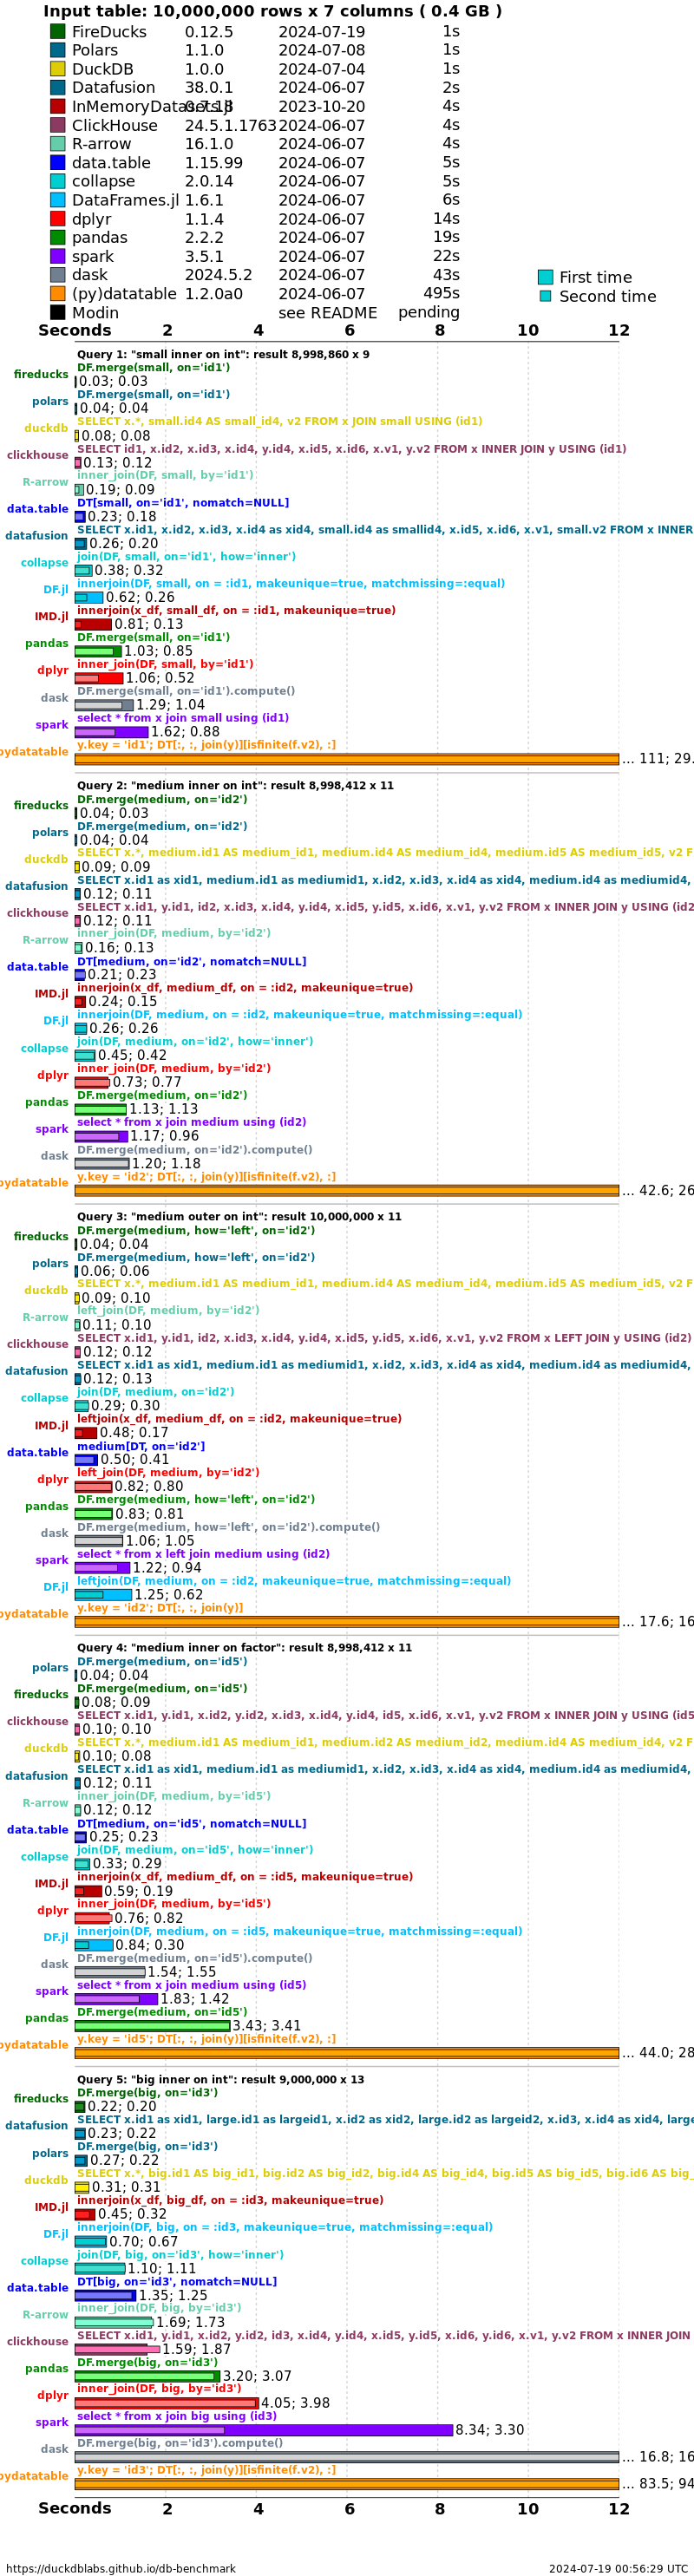 Input table: 10,000,000 rows x 7 columns ( 0.4 GB )
FireDucks 0.12.5 2024-07-19 1s
Polars 1.1.0 2024-07-08 1s
DuckDB 1.0.0 2024-07-04 1s
Datafusion 38.0.1 2024-06-07 2s
InMemoryDatasets.jl 0.7.18 2023-10-20 4s
ClickHouse 24.5.1.1763 2024-06-07 4s
R-arrow 16.1.0 2024-06-07 4s
data.table 1.15.99 2024-06-07 5s
collapse 2.0.14 2024-06-07 5s
DataFrames.jl 1.6.1 2024-06-07 6s
dplyr 1.1.4 2024-06-07 14s
pandas 2.2.2 2024-06-07 19s
spark 3.5.1 2024-06-07 22s
dask 2024.5.2 2024-06-07 43s
(py)datatable 1.2.0a0 2024-06-07 495s
Modin see README pending
First time
Second time
Seconds 2 4 6 8 10 12
Query 1: "small inner on int": result 8,998,860 x 9
DF.merge(small, on='id1')
fireducks 0.03; 0.03
DF.merge(small, on='id1')
polars 0.04; 0.04
SELECT x.*, small.id4 AS small_id4, v2 FROM x JOIN small USING (id1)
duckdb 0.08; 0.08
SELECT id1, x.id2, x.id3, x.id4, y.id4, x.id5, x.id6, x.v1, y.v2 FROM x INNER JOIN y USING (id1)
clickhouse 0.13; 0.12
inner_join(DF, small, by='id1')
R-arrow 0.19; 0.09
DT[small, on='id1', nomatch=NULL]
data.table 0.23; 0.18
SELECT x.id1, x.id2, x.id3, x.id4 as xid4, small.id4 as smallid4, x.id5, x.id6, x.v1, small.v2 FROM x INNER
datafusion 0.26; 0.20
join(DF, small, on='id1', how='inner')
collapse 0.38; 0.32
innerjoin(DF, small, on = :id1, makeunique=true, matchmissing=:equal)
DF.jl 0.62; 0.26
innerjoin(x_df, small_df, on = :id1, makeunique=true)
IMD.jl 0.81; 0.13
DF.merge(small, on='id1')
pandas 1.03; 0.85
inner_join(DF, small, by='id1')
dplyr 1.06; 0.52
DF.merge(small, on='id1').compute()
dask 1.29; 1.04
select * from x join small using (id1)
spark 1.62; 0.88
y.key = 'id1'; DT[:, :, join(y)][isfinite(f.v2), :]
pydatatable ... 111; 29.
Query 2: "medium inner on int": result 8,998,412 x 11
DF.merge(medium, on='id2')
fireducks 0.04; 0.03
DF.merge(medium, on='id2')
polars 0.04; 0.04
SELECT x.*, medium.id1 AS medium_id1, medium.id4 AS medium_id4, medium.id5 AS medium_id5, v2 F
duckdb 0.09; 0.09
SELECT x.id1 as xid1, medium.id1 as mediumid1, x.id2, x.id3, x.id4 as xid4, medium.id4 as mediumid4,
datafusion 0.12; 0.11
SELECT x.id1, y.id1, id2, x.id3, x.id4, y.id4, x.id5, y.id5, x.id6, x.v1, y.v2 FROM x INNER JOIN y USING (id2
clickhouse 0.12; 0.11
inner_join(DF, medium, by='id2')
R-arrow 0.16; 0.13
DT[medium, on='id2', nomatch=NULL]
data.table 0.21; 0.23
innerjoin(x_df, medium_df, on = :id2, makeunique=true)
IMD.jl 0.24; 0.15
innerjoin(DF, medium, on = :id2, makeunique=true, matchmissing=:equal)
DF.jl 0.26; 0.26
join(DF, medium, on='id2', how='inner')
collapse 0.45; 0.42
inner_join(DF, medium, by='id2')
dplyr 0.73; 0.77
DF.merge(medium, on='id2')
pandas 1.13; 1.13
select * from x join medium using (id2)
spark 1.17; 0.96
DF.merge(medium, on='id2').compute()
dask 1.20; 1.18
y.key = 'id2'; DT[:, :, join(y)][isfinite(f.v2), :]
pydatatable ... 42.6; 26
Query 3: "medium outer on int": result 10,000,000 x 11
DF.merge(medium, how='left', on='id2')
fireducks 0.04; 0.04
DF.merge(medium, how='left', on='id2')
polars 0.06; 0.06
SELECT x.*, medium.id1 AS medium_id1, medium.id4 AS medium_id4, medium.id5 AS medium_id5, v2 F
duckdb 0.09; 0.10
left_join(DF, medium, by='id2')
R-arrow 0.11; 0.10
SELECT x.id1, y.id1, id2, x.id3, x.id4, y.id4, x.id5, y.id5, x.id6, x.v1, y.v2 FROM x LEFT JOIN y USING (id2)
clickhouse 0.12; 0.12
SELECT x.id1 as xid1, medium.id1 as mediumid1, x.id2, x.id3, x.id4 as xid4, medium.id4 as mediumid4,
datafusion 0.12; 0.13
join(DF, medium, on='id2')
collapse 0.29; 0.30
leftjoin(x_df, medium_df, on = :id2, makeunique=true)
IMD.jl 0.48; 0.17
medium[DT, on='id2']
data.table 0.50; 0.41
left_join(DF, medium, by='id2')
dplyr 0.82; 0.80
DF.merge(medium, how='left', on='id2')
pandas 0.83; 0.81
DF.merge(medium, how='left', on='id2').compute()
dask 1.06; 1.05
select * from x left join medium using (id2)
spark 1.22; 0.94
leftjoin(DF, medium, on = :id2, makeunique=true, matchmissing=:equal)
DF.jl 1.25; 0.62
y.key = 'id2'; DT[:, :, join(y)]
pydatatable ... 17.6; 16
Query 4: "medium inner on factor": result 8,998,412 x 11
DF.merge(medium, on='id5')
polars 0.04; 0.04
DF.merge(medium, on='id5')
fireducks 0.08; 0.09
SELECT x.id1, y.id1, x.id2, y.id2, x.id3, x.id4, y.id4, id5, x.id6, x.v1, y.v2 FROM x INNER JOIN y USING (id5
clickhouse 0.10; 0.10
SELECT x.*, medium.id1 AS medium_id1, medium.id2 AS medium_id2, medium.id4 AS medium_id4, v2 F
duckdb 0.10; 0.08
SELECT x.id1 as xid1, medium.id1 as mediumid1, x.id2, x.id3, x.id4 as xid4, medium.id4 as mediumid4,
datafusion 0.12; 0.11
inner_join(DF, medium, by='id5')
R-arrow 0.12; 0.12
DT[medium, on='id5', nomatch=NULL]
data.table 0.25; 0.23
join(DF, medium, on='id5', how='inner')
collapse 0.33; 0.29
innerjoin(x_df, medium_df, on = :id5, makeunique=true)
IMD.jl 0.59; 0.19
inner_join(DF, medium, by='id5')
dplyr 0.76; 0.82
innerjoin(DF, medium, on = :id5, makeunique=true, matchmissing=:equal)
DF.jl 0.84; 0.30
DF.merge(medium, on='id5').compute()
dask 1.54; 1.55
select * from x join medium using (id5)
spark 1.83; 1.42
DF.merge(medium, on='id5')
pandas 3.43; 3.41
y.key = 'id5'; DT[:, :, join(y)][isfinite(f.v2), :]
pydatatable ... 44.0; 28
Query 5: "big inner on int": result 9,000,000 x 13
DF.merge(big, on='id3')
fireducks 0.22; 0.20
SELECT x.id1 as xid1, large.id1 as largeid1, x.id2 as xid2, large.id2 as largeid2, x.id3, x.id4 as xid4, large
datafusion 0.23; 0.22
DF.merge(big, on='id3')
polars 0.27; 0.22
SELECT x.*, big.id1 AS big_id1, big.id2 AS big_id2, big.id4 AS big_id4, big.id5 AS big_id5, big.id6 AS big_
duckdb 0.31; 0.31
innerjoin(x_df, big_df, on = :id3, makeunique=true)
IMD.jl 0.45; 0.32
innerjoin(DF, big, on = :id3, makeunique=true, matchmissing=:equal)
DF.jl 0.70; 0.67
join(DF, big, on='id3', how='inner')
collapse 1.10; 1.11
DT[big, on='id3', nomatch=NULL]
data.table 1.35; 1.25
inner_join(DF, big, by='id3')
R-arrow 1.69; 1.73
SELECT x.id1, y.id1, x.id2, y.id2, id3, x.id4, y.id4, x.id5, y.id5, x.id6, y.id6, x.v1, y.v2 FROM x INNER JOIN
clickhouse 1.59; 1.87
DF.merge(big, on='id3')
pandas 3.20; 3.07
inner_join(DF, big, by='id3')
dplyr 4.05; 3.98
select * from x join big using (id3)
spark 8.34; 3.30
DF.merge(big, on='id3').compute()
dask ... 16.8; 16
y.key = 'id3'; DT[:, :, join(y)][isfinite(f.v2), :]
pydatatable ... 83.5; 94
Seconds 2 4 6 8 10 12
https://duckdblabs.github.io/db-benchmark 2024-07-19 00:56:29 UTC